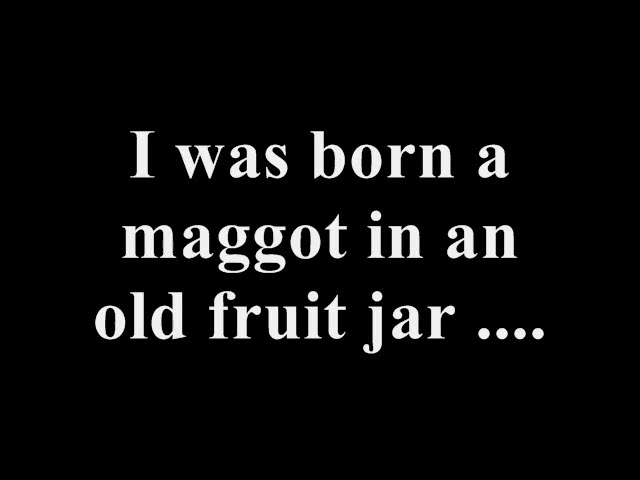 I was born a
maggot in an
old fruit jar ....